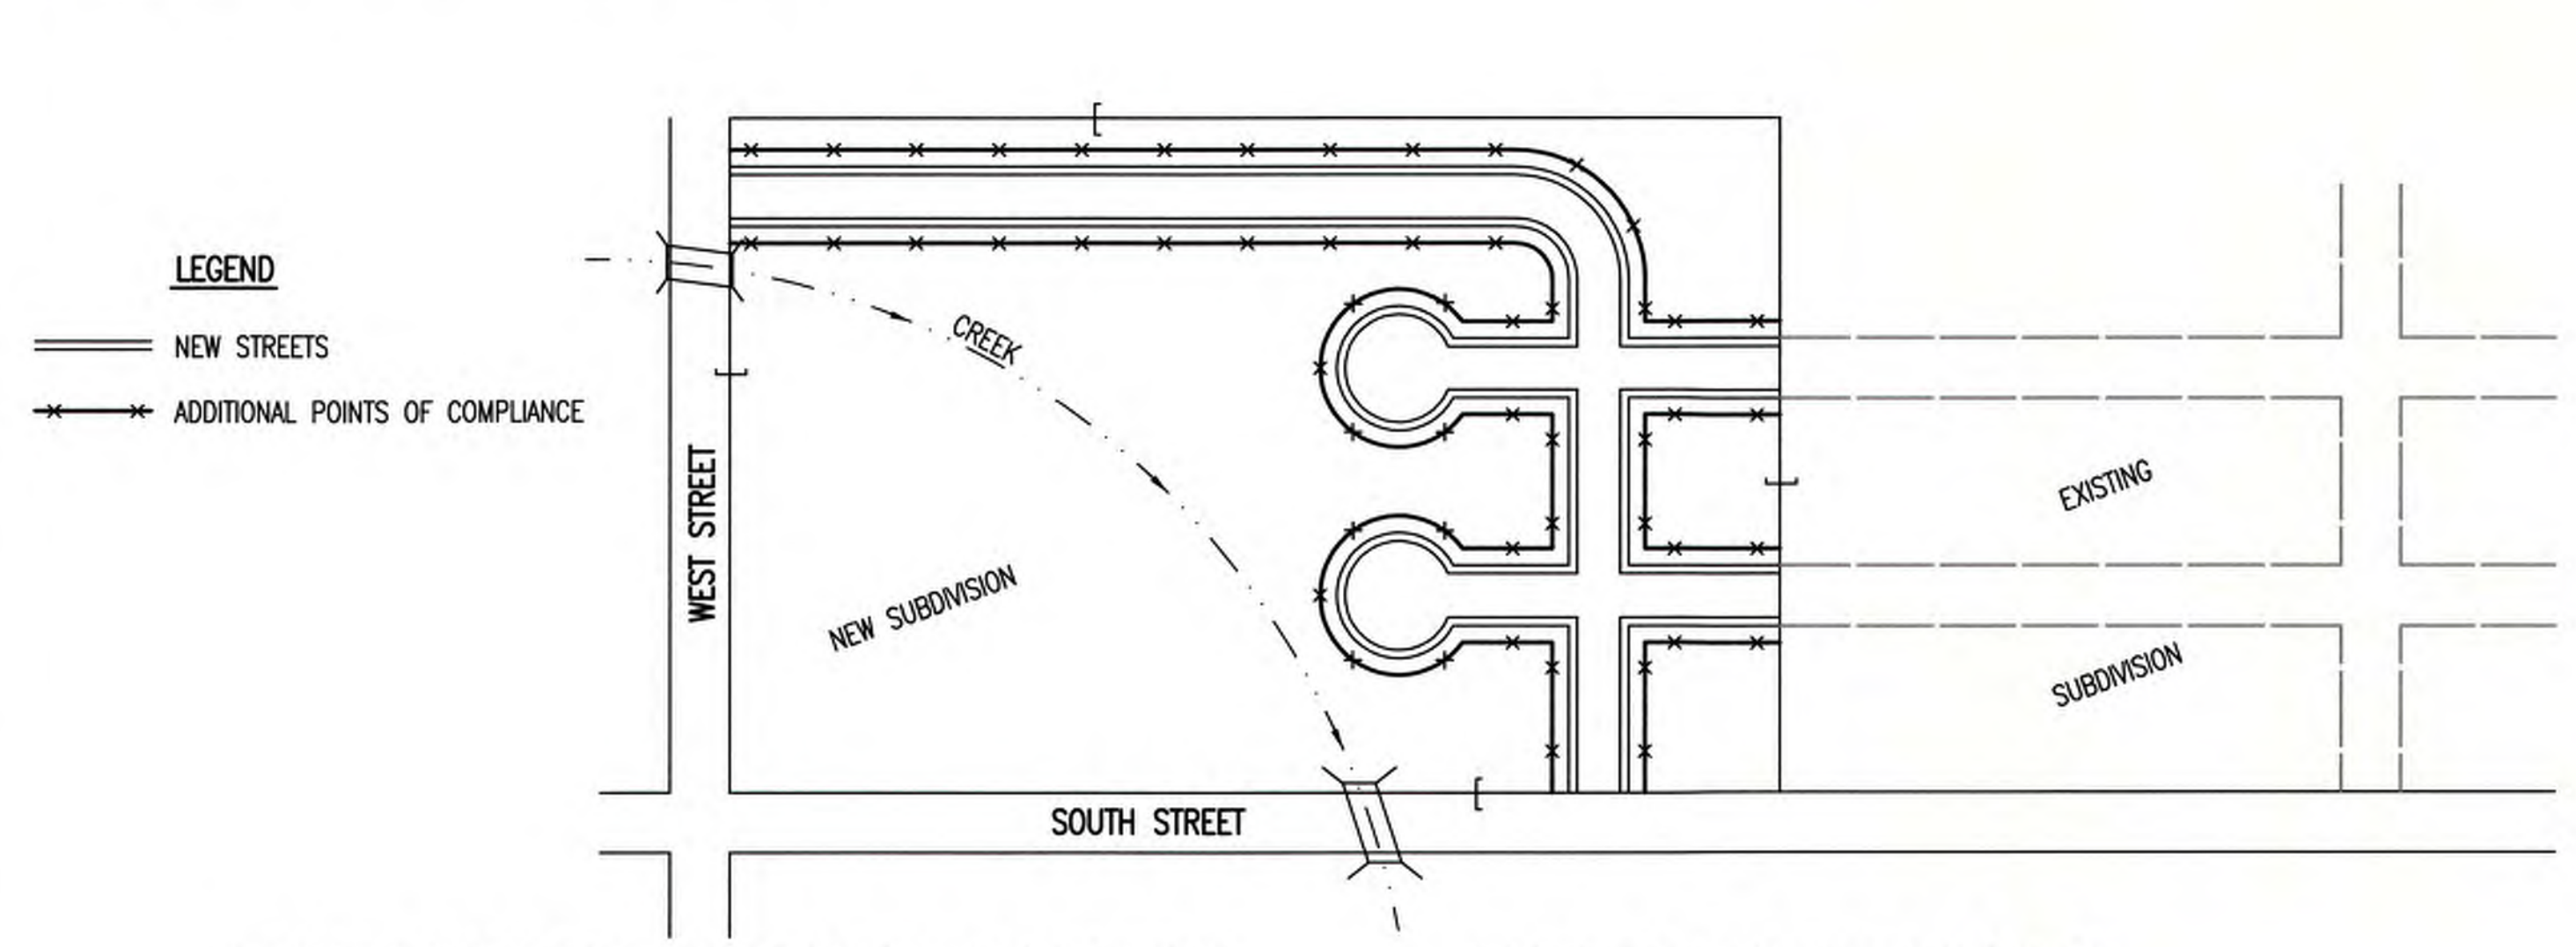 LEGEND
NEW STREETS
ADDITIONAL POINTS OF COMPLIANCE
CREEK
WEST STREET
NEW SUBDIVISION
EXISTING
SUBDIVISION
SOUTH STREET